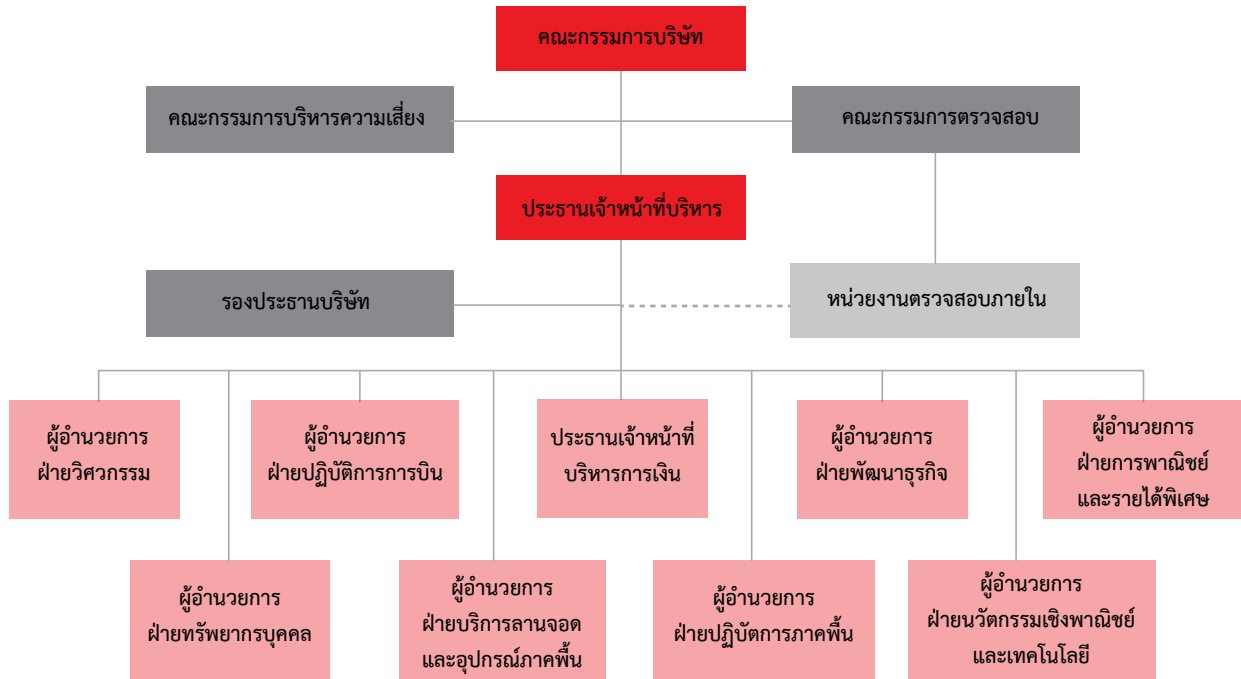 คณะกรรมการบริษัท
คณะกรรมการบริหารความเสี่ยง
คณะกรรมการตรวจสอบ
ประธานเจ้าหน้าที่บริหาร
รองประธานบริษัท
หน่วยงานตรวจสอบภายใน
ผู้อำนวยการ
ฝ่ายวิศวกรรม
ผู้อำนวยการ
ฝ่ายปฏิบัติการการบิน
ประธานเจ้าหน้าที่
บริหารการเงิน
ผู้อำนวยการ
ฝ่ายพัฒนาธุรกิจ
ผู้อำนวยการ
ฝ่ายการพาณิชย์
และรายได้พิเศษ
ผู้อำนวยการ
ฝ่ายทรัพยากรบุคคล
ผู้อำนวยการ
ฝ่ายบริการลานจอด
และอุปกรณ์ภาคพื้น
ผู้อำนวยการ
ฝ่ายปฏิบัตการภาคพื้น
ผู้อำนวยการ
ฝ่ายนวัตกรรมเชิงพาณิชย์
และเทคโนโลยี